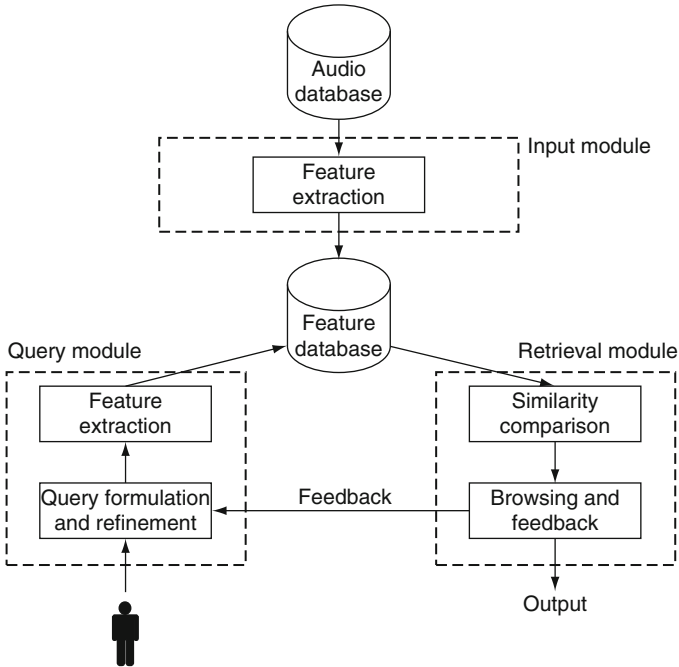 Audio
database
Input module
Feature
extraction
Feature
database
Query module
Retrieval module
Feature
extraction
Similarity
comparison
Query formulation
and refinement
Feedback
Browsing and
feedback
Output